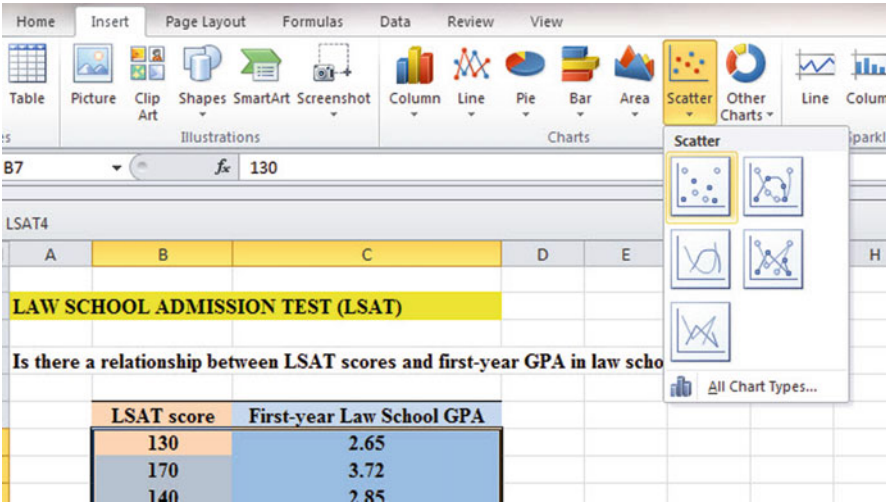 Home Insert Page Layout Formulas Data Review View
Table Picture Clip Art Shapes SmartArt Screenshot Column Line Pie Bar Area Scatter Other Charts Line Colum
es Illustrations Charts Sparkl
B7 fx 130
Scatter
LSAT4
A B C D E H
LAW SCHOOL ADMISSION TEST (LSAT)
Is there a relationship between LSAT scores and first-year GPA in law scho
All Chart Types...
LSAT score First-year Law School GPA
130 2.65
170 3.72
140 2.85